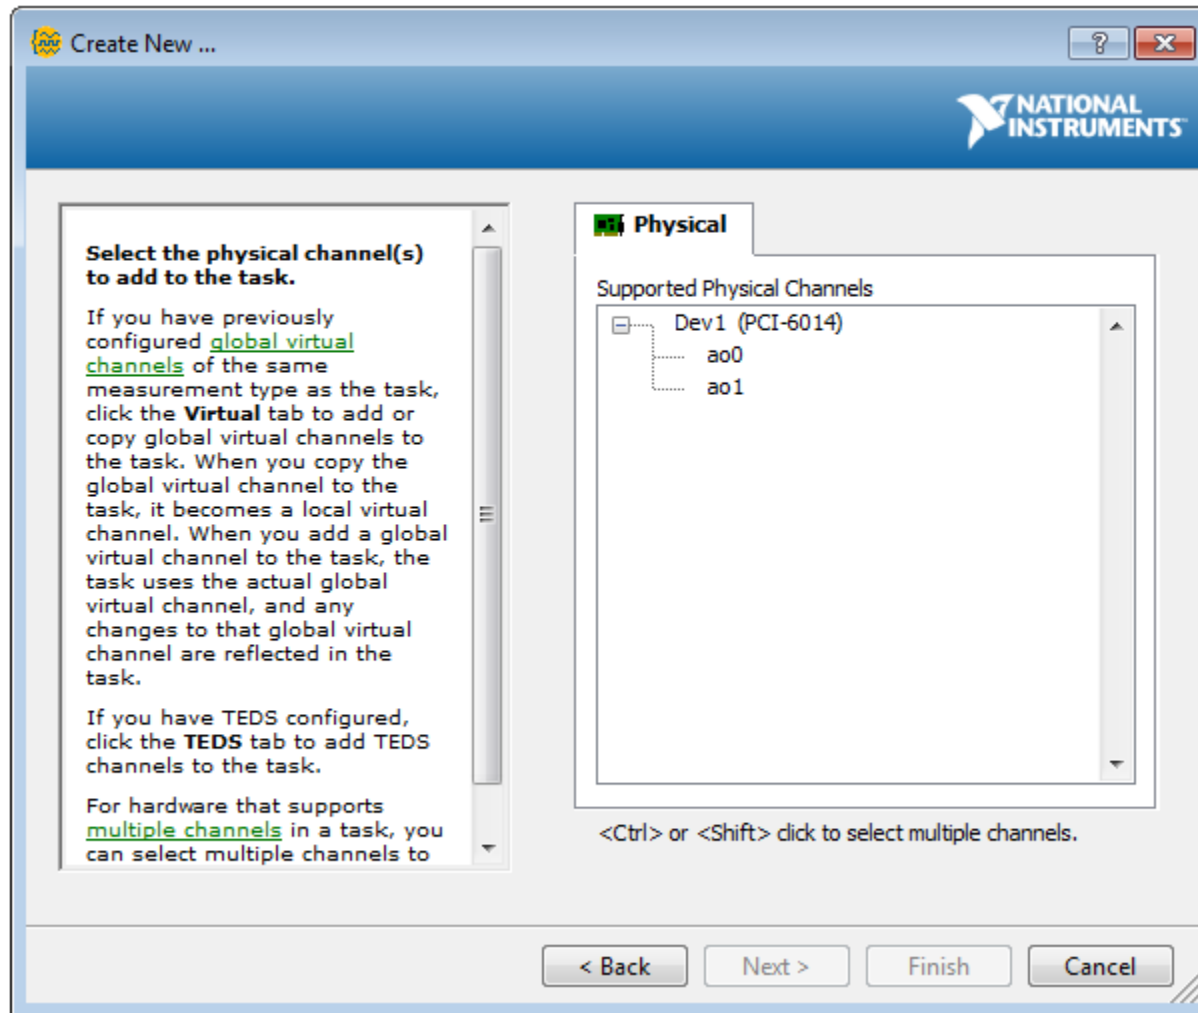 Create New ...
NATIONAL
INSTRUMENTS
Select the physical channel(s)
to add to the task.
If you have previously
configured global virtual
channels of the same
measurement type as the task,
click the Virtual tab to add or
copy global virtual channels to
the task. When you copy the
global virtual channel to the
task, it becomes a local virtual
channel. When you add a global
virtual channel to the task, the
task uses the actual global
virtual channel, and any
changes to that global virtual
channel are reflected in the
task.
If you have TEDS configured,
click the TEDS tab to add TEDS
channels to the task.
For hardware that supports
multiple channels in a task, you
can select multiple channels to
Physical
Supported Physical Channels
Dev1 (PCI-6014)
ao0
ao1
<Ctrl> or <Shift> click to select multiple channels.
< Back
Next >
Finish
Cancel